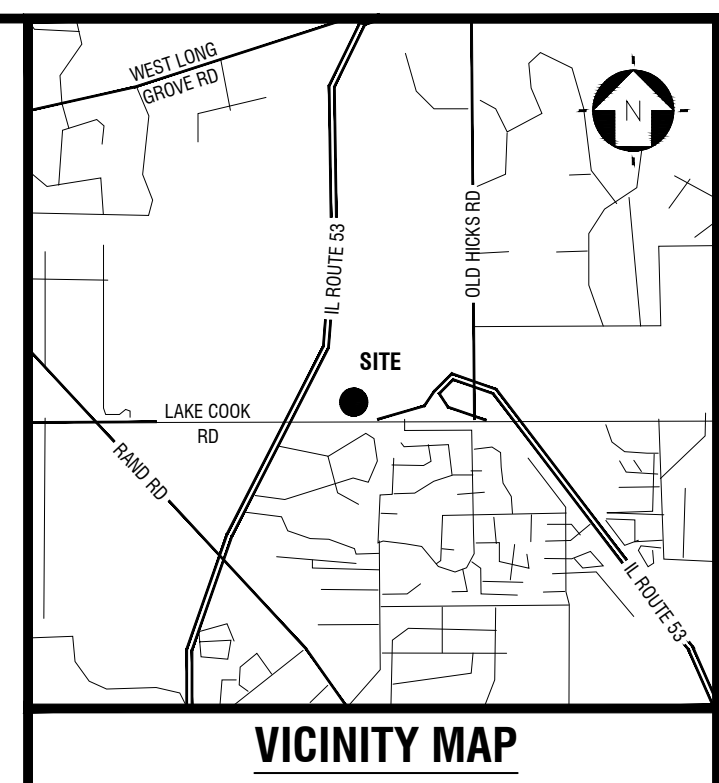 WEST LONG
GROVE RD
N
IL ROUTE 53
OLD HICKS RD
SITE
LAKE COOK
RD
RAND RD
IL ROUTE 53
VICINITY MAP